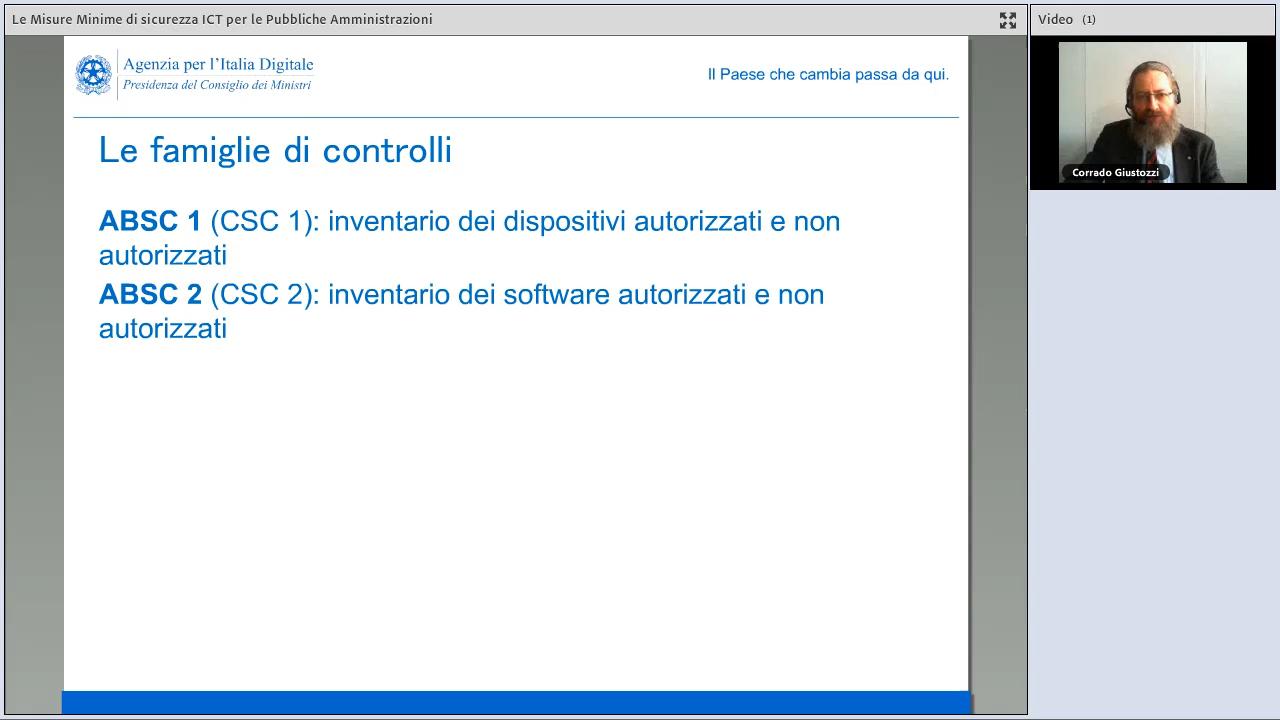 Le Misure Minime di sicurezza ICT per le Pubbliche Amministrazioni
Video (1)
Agenzia per l'Italia Digitale
Presidenza del Consiglio dei Ministri
Il Paese che cambia passa da qui.
Corrado Giustozzi
Le famiglie di controlli
ABSC 1 (CSC 1): inventario dei dispositivi autorizzati e non
autorizzati
ABSC 2 (CSC 2): inventario dei software autorizzati e non
autorizzati